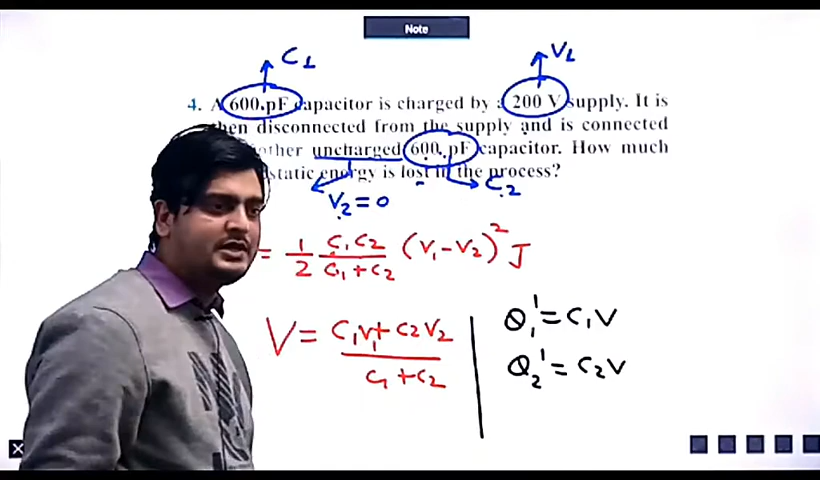 Note
C1
V1
4. A 600 pF capacitor is charged by a 200 V supply. It is
then disconnected from the supply and is connected
other uncharged 600 pF capacitor. How much
static energy is lost in the process?
V2 = 0
C2
= 1/2 C1C2/(C1+C2) (V1-V2)² J
V = (C1V1 + C2V2)/(C1 + C2)
Q1' = C1V
Q2' = C2V